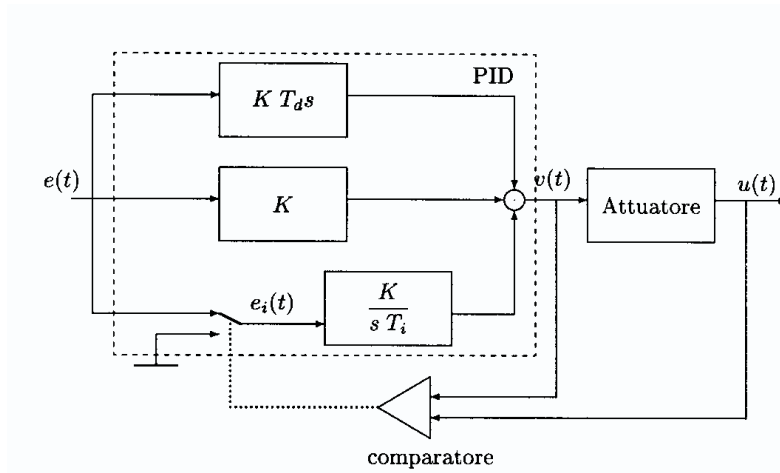 PID
K T_d s
e(t)
K
v(t)
Attuatore
u(t)
e_i(t)
K
s T_i
comparatore